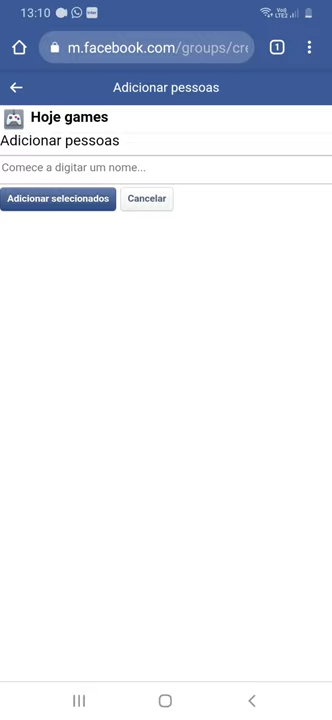 13:10
VoLTE2
m.facebook.com/groups/cre
1
Adicionar pessoas
Hoje games
Adicionar pessoas
Comece a digitar um nome...
Adicionar selecionados Cancelar